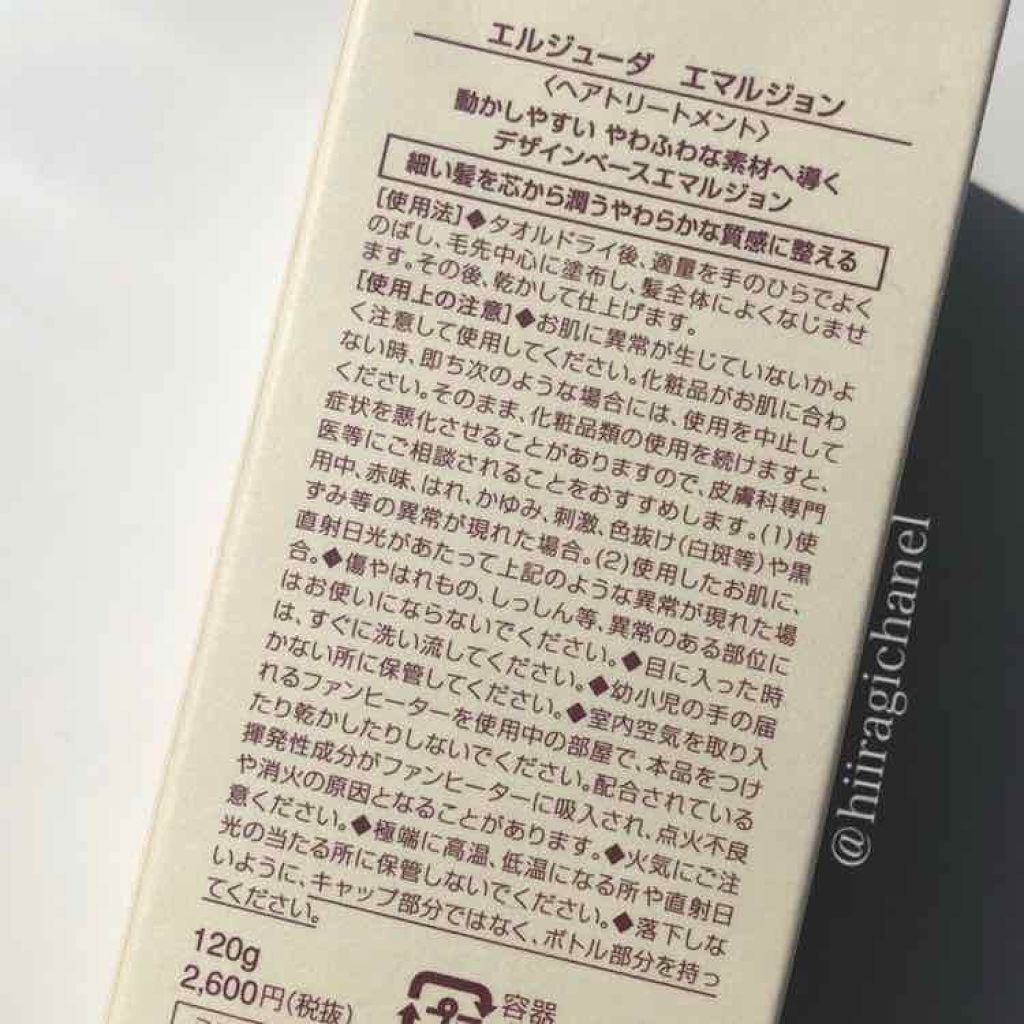 エルジューダ　エマルジョン
〈ヘアトリートメント〉
動かしやすい やわふわな素材へ導く
デザインベースエマルジョン
細い髪を芯から潤うやわらかな質感に整える
[使用法]◆タオルドライ後、適量を手のひらでよく
のばし、毛先中心に塗布し、髪全体によくなじませ
ます。その後、乾かして仕上げます。
[使用上の注意]◆お肌に異常が生じていないかよ
く注意して使用してください。化粧品がお肌に合わ
ない時、即ち次のような場合には、使用を中止して
ください。そのまま、化粧品類の使用を続けますと、
症状を悪化させることがありますので、皮膚科専門
医等にご相談されることをおすすめします。(1)使
用中、赤味、はれ、かゆみ、刺激、色抜け(白斑等)や黒
ずみ等の異常が現れた場合。(2)使用したお肌に、
直射日光があたって上記のような異常が現れた場
合。◆傷やはれもの、しっしん等、異常のある部位に
はお使いにならないでください。◆目に入った時
は、すぐに洗い流してください。◆幼小児の手の届
かない所に保管してください。◆室内空気を取り入
れるファンヒーターを使用中の部屋で、本品をつけ
たり乾かしたりしないでください。配合されている
揮発性成分がファンヒーターに吸入され、点火不良
や消火の原因となることがあります。◆火気にご注
意ください。◆極端に高温、低温になる所や直射日
光の当たる所に保管しないでください。◆落下しな
いように、キャップ部分ではなく、ボトル部分を持っ
てください。
120g
2,600円(税抜)
容器
@hiiragichanel